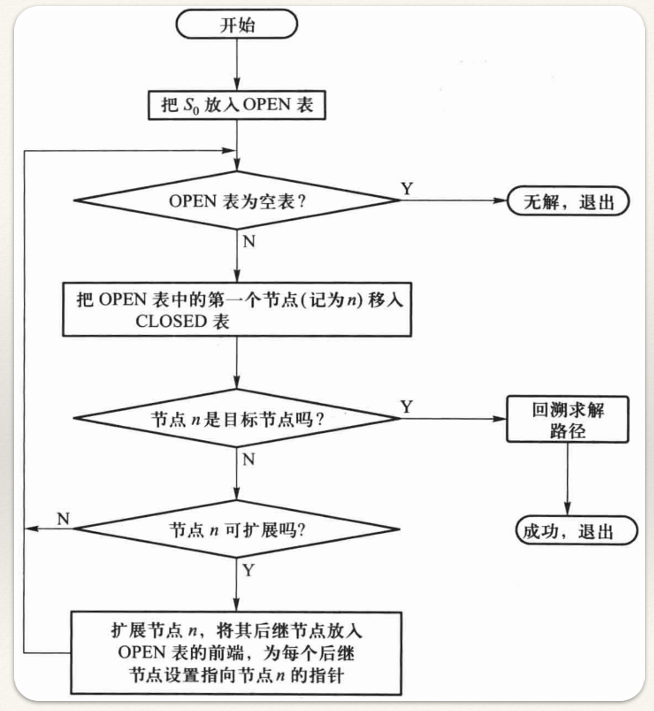 开始
把 S₀ 放入 OPEN 表
OPEN 表为空表？
Y
无解，退出
N
把 OPEN 表中的第一个节点(记为n) 移入
CLOSED 表
节点 n 是目标节点吗？
Y
回溯求解
路径
N
节点 n 可扩展吗？
N
成功，退出
Y
扩展节点 n，将其后继节点放入
OPEN 表的前端，为每个后继
节点设置指向节点 n 的指针